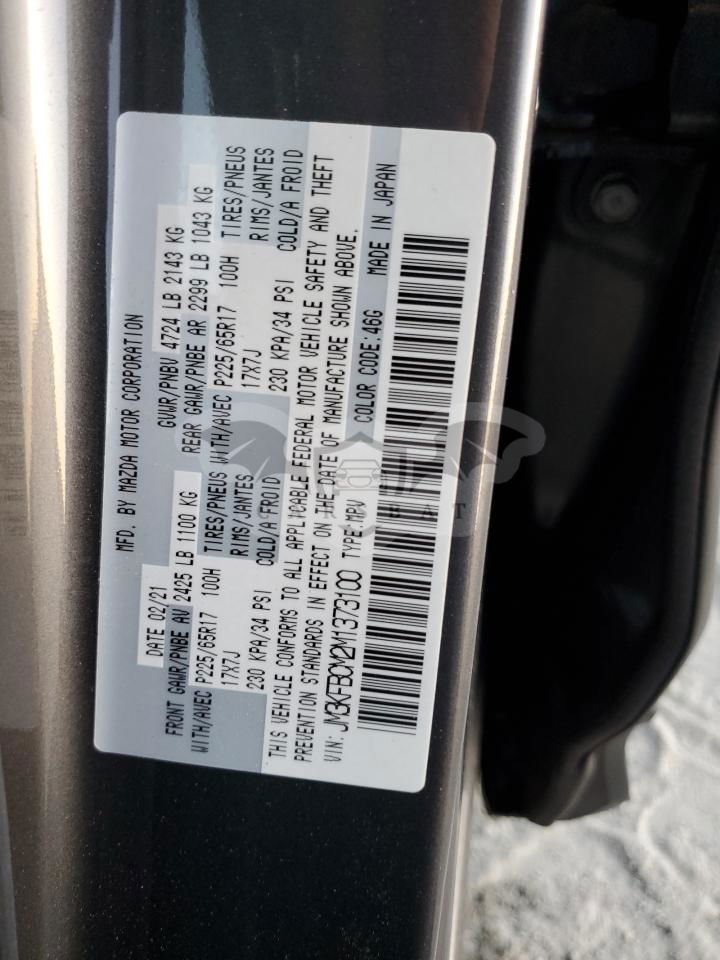 MFD. BY MAZDA MOTOR CORPORATION
DATE 02/21 GVWR/PNBV 4724 LB 2143 KG
FRONT GAWR/PNBE AV 2425 LB 1100 KG REAR GAWR/PNBE AR 2299 LB 1043 KG
WITH/AVEC P225/65R17 100H TIRES/PNEUS WITH/AVEC P225/65R17 100H TIRES/PNEUS
17X7J RIMS/JANTES 17X7J RIMS/JANTES
230 KPA/34 PSI COLD/A FROID 230 KPA/34 PSI COLD/A FROID
THIS VEHICLE CONFORMS TO ALL APPLICABLE FEDERAL MOTOR VEHICLE SAFETY AND THEFT
PREVENTION STANDARDS IN EFFECT ON THE DATE OF MANUFACTURE SHOWN ABOVE.
VIN: JM3KFBCM2M1373100 TYPE:MPV COLOR CODE:46G MADE IN JAPAN